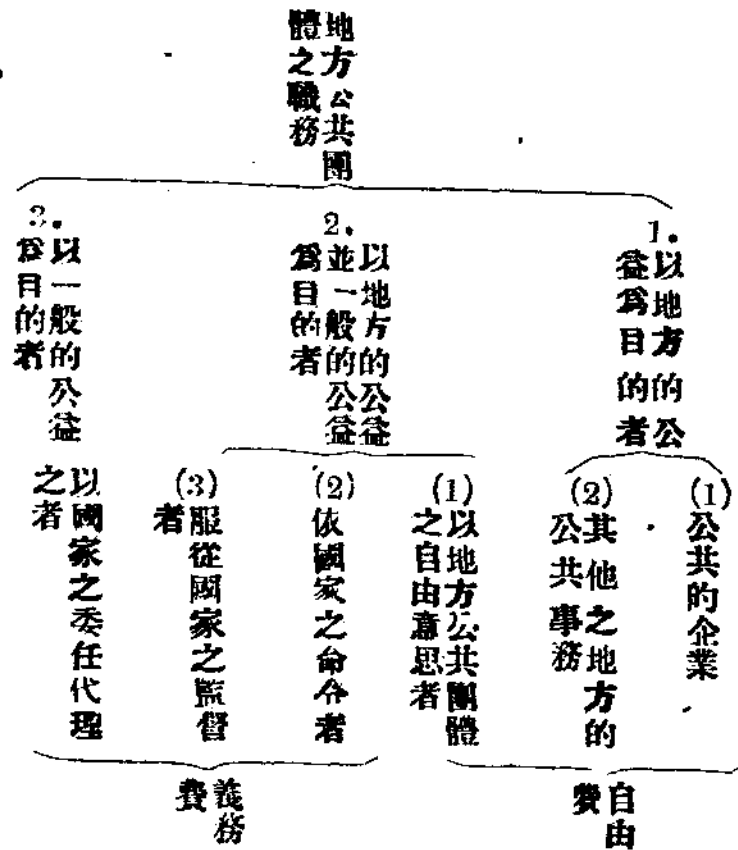 地方公共團
體之職務
1.
以地方的公
益爲目的者
(1)
公共的企業
(2)
其他之地方的
公共事務
2.
以地方的公益
並一般的公益
爲目的者
(1)
以地方公共團體
之自由意思者
(2)
依國家之命令者
(3)
服從國家之監督
者
3.
以一般的公益
爲目的者
以國家之委任代理
之者
自由
費
義務
費